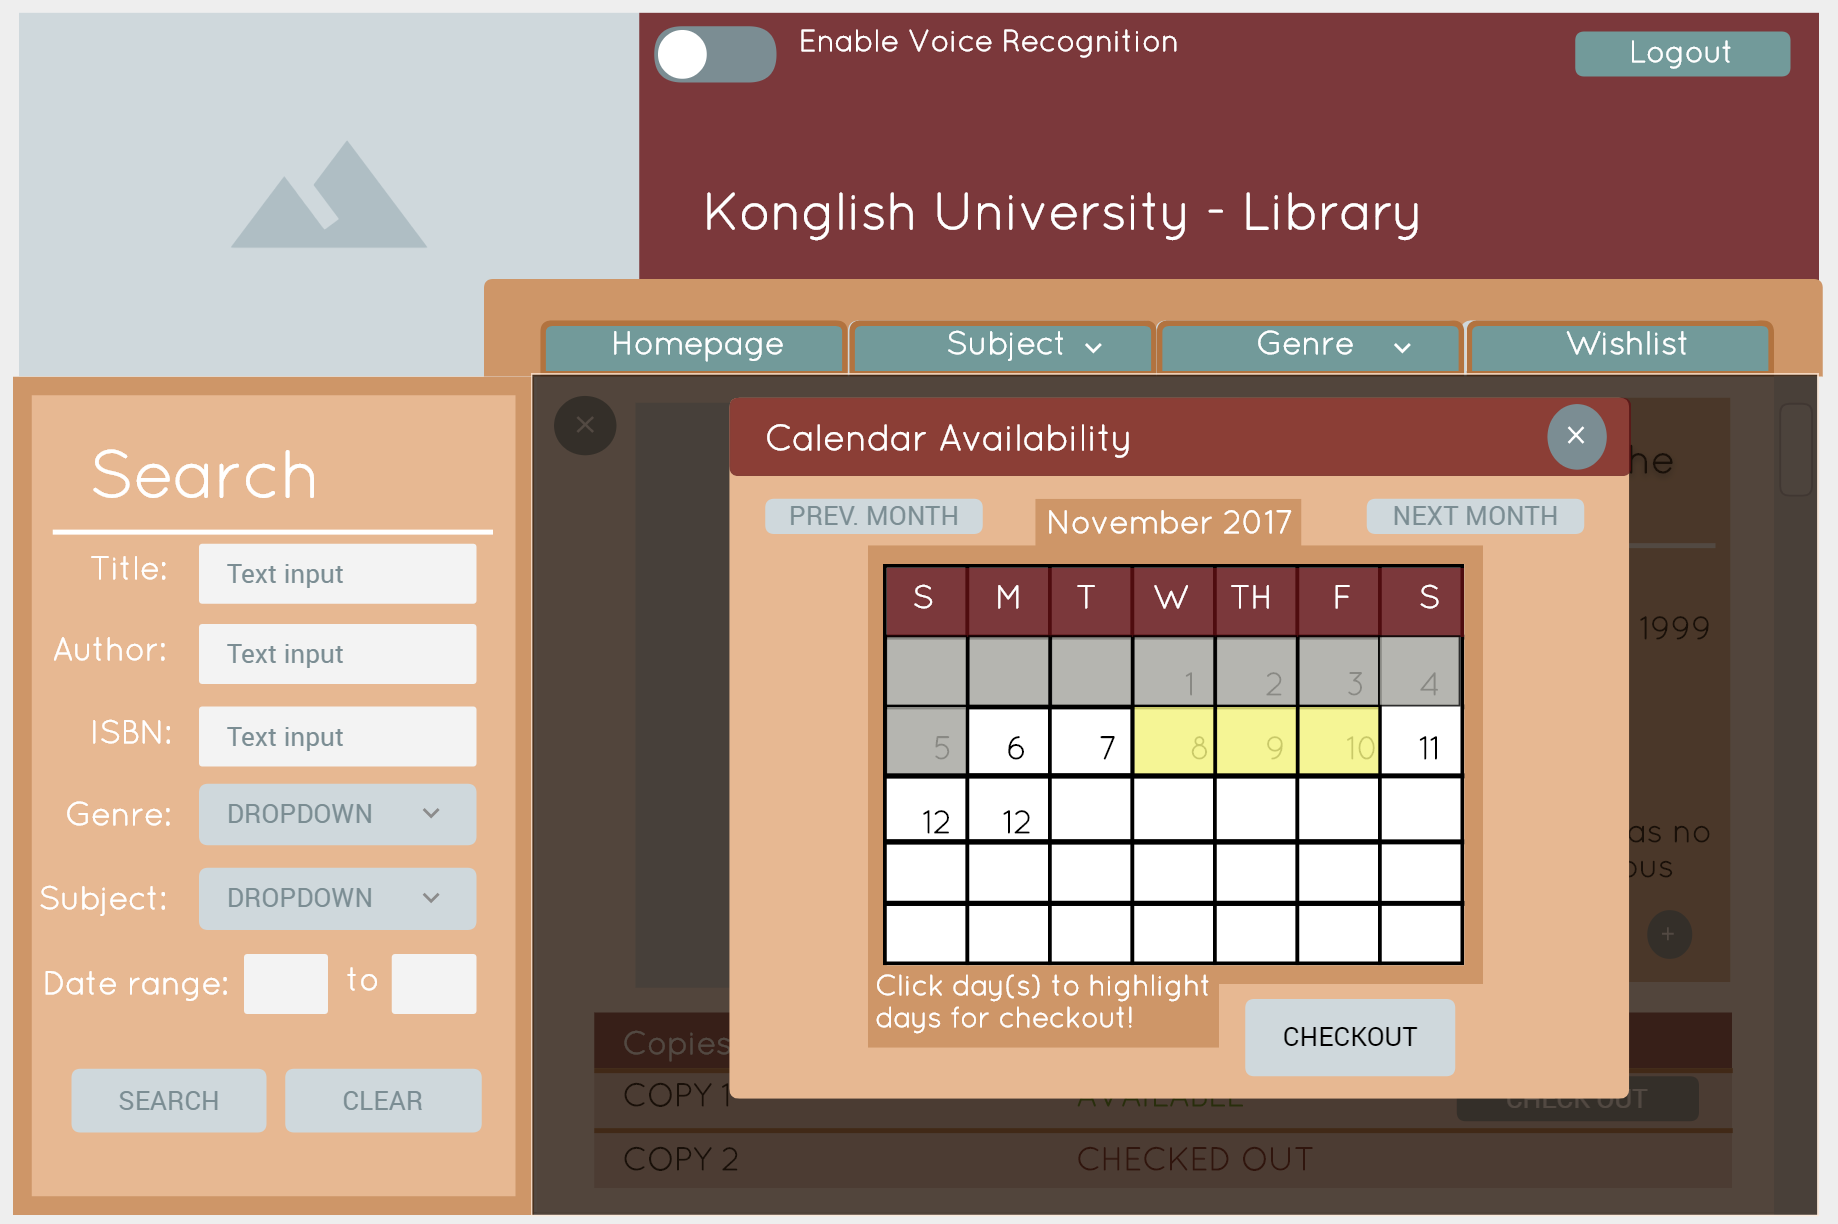 Enable Voice Recognition
Logout
Konglish University - Library
Homepage
Subject
Genre
Wishlist
Search
Title:
Text input
Author:
Text input
ISBN:
Text input
Genre:
DROPDOWN
Subject:
DROPDOWN
Date range:
to
SEARCH
CLEAR
Calendar Availability
PREV. MONTH
November 2017
NEXT MONTH
S M T W TH F S
1 2 3 4
5 6 7 8 9 10 11
12 12
Click day(s) to highlight
days for checkout!
CHECKOUT
he
1999
as no
ous
+
Copies
COPY 1
AVAILABLE
CHECK OUT
COPY 2
CHECKED OUT